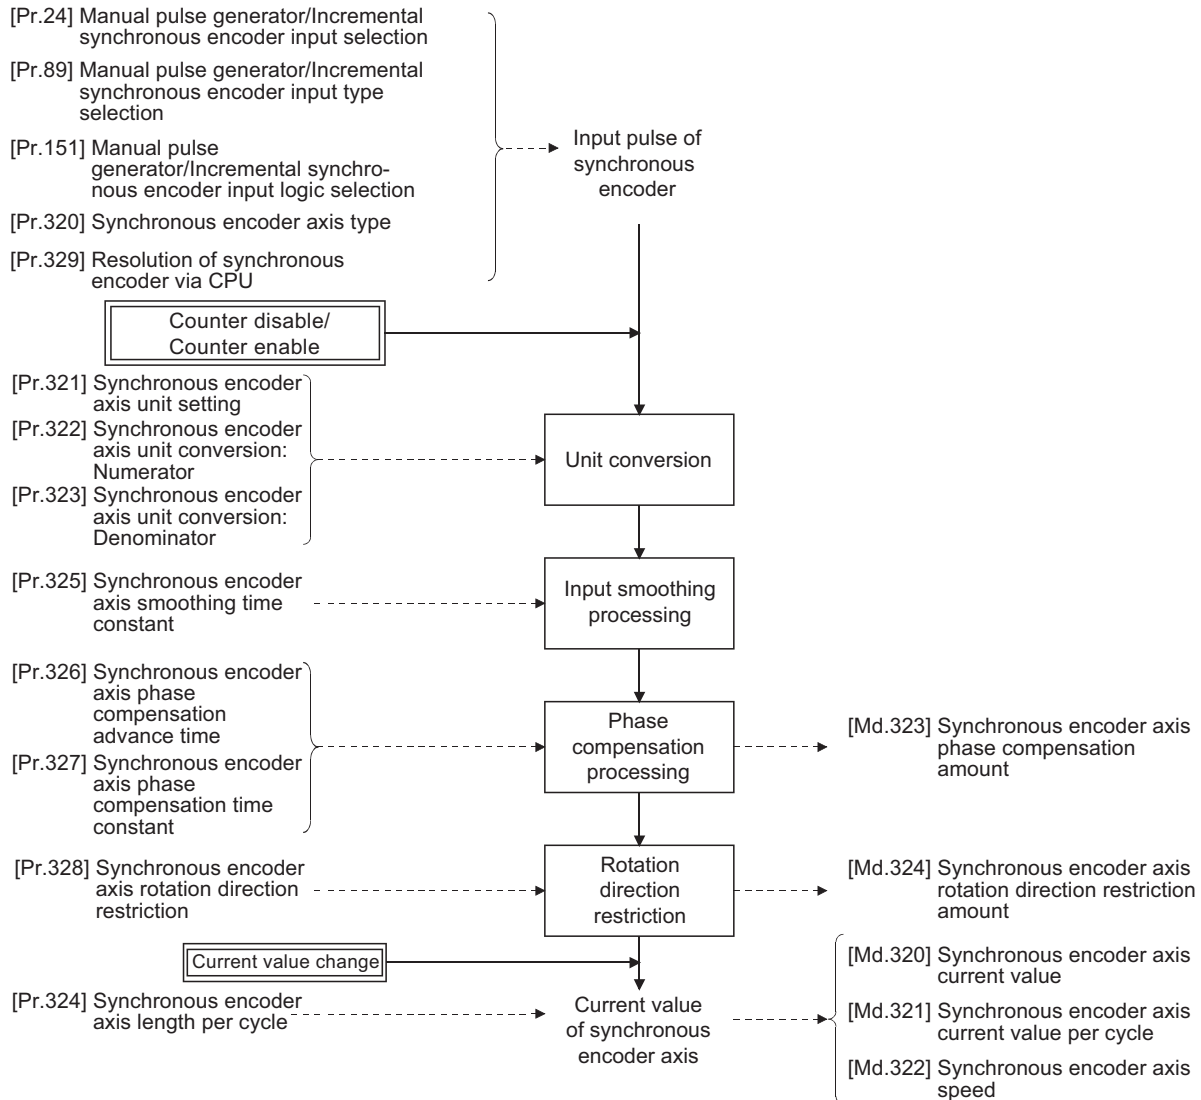 [Pr.24] Manual pulse generator/Incremental
synchronous encoder input selection
[Pr.89] Manual pulse generator/Incremental
synchronous encoder input type
selection
[Pr.151] Manual pulse
generator/Incremental synchro-
nous encoder input logic selection
[Pr.320] Synchronous encoder axis type
[Pr.329] Resolution of synchronous
encoder via CPU
Input pulse of
synchronous
encoder
Counter disable/
Counter enable
[Pr.321] Synchronous encoder
axis unit setting
[Pr.322] Synchronous encoder
axis unit conversion:
Numerator
[Pr.323] Synchronous encoder
axis unit conversion:
Denominator
Unit conversion
[Pr.325] Synchronous encoder
axis smoothing time
constant
Input smoothing
processing
[Pr.326] Synchronous encoder
axis phase
compensation
advance time
[Pr.327] Synchronous encoder
axis phase
compensation time
constant
Phase
compensation
processing
[Md.323] Synchronous encoder axis
phase compensation
amount
[Pr.328] Synchronous encoder
axis rotation direction
restriction
Rotation
direction
restriction
[Md.324] Synchronous encoder axis
rotation direction restriction
amount
Current value change
[Pr.324] Synchronous encoder
axis length per cycle
Current value
of synchronous
encoder axis
[Md.320] Synchronous encoder axis
current value
[Md.321] Synchronous encoder axis
current value per cycle
[Md.322] Synchronous encoder axis
speed